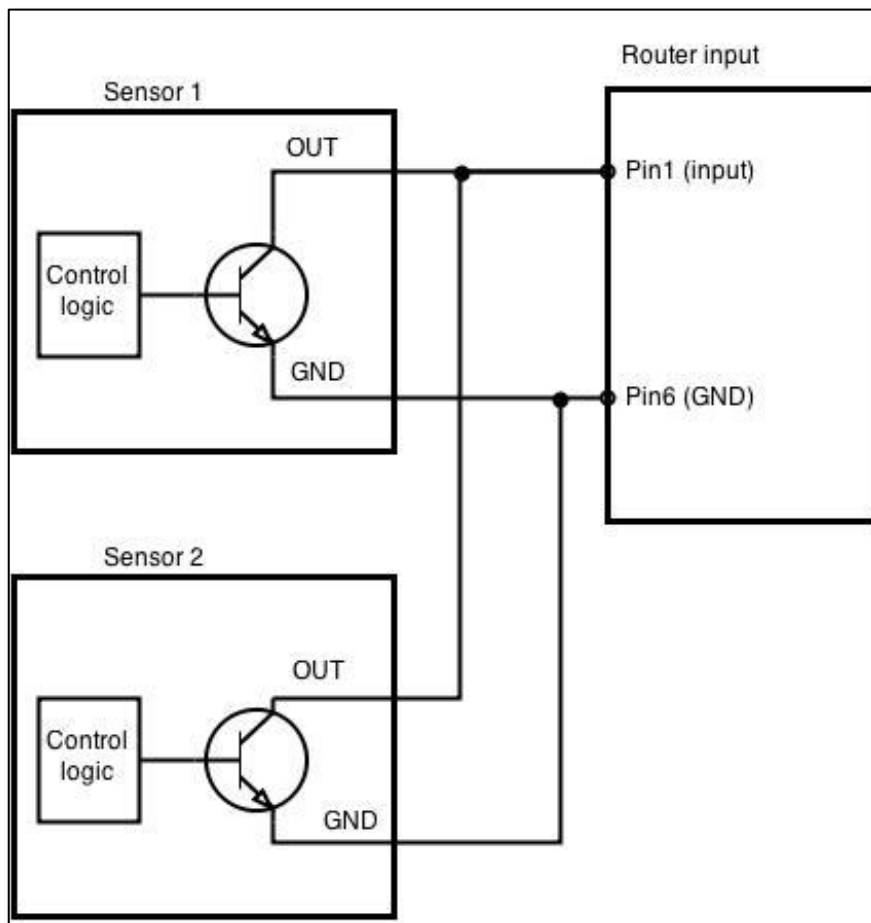 Router input
Sensor 1
OUT
Pin1 (input)
Control
logic
GND
Pin6 (GND)
Sensor 2
OUT
Control
logic
GND